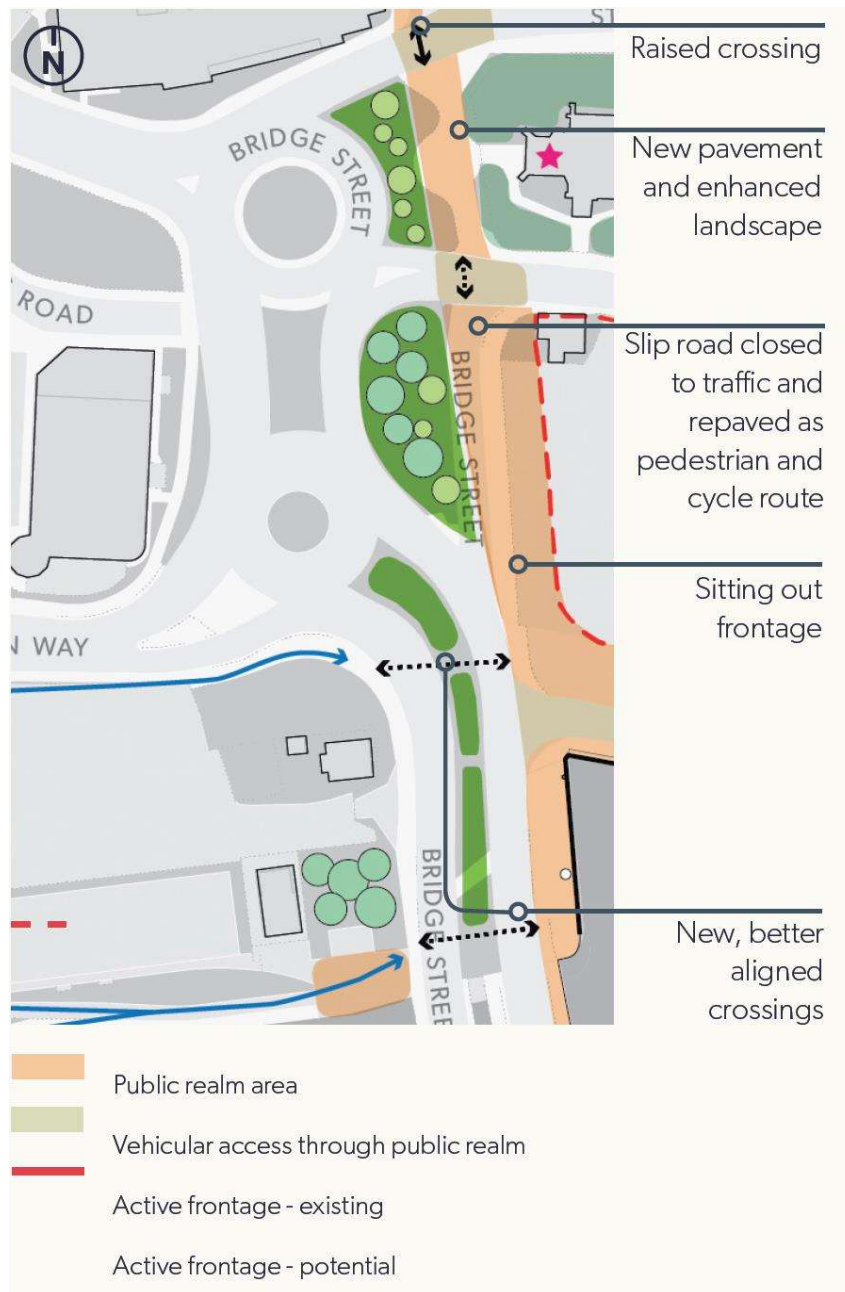 ST
N
Raised crossing
BRIDGE STREET
New pavement
and enhanced
landscape
ROAD
Slip road closed
to traffic and
repaved as
pedestrian and
cycle route
BRIDGE STREET
Sitting out
frontage
N WAY
BRIDGE STREE
New, better
aligned
crossings
Public realm area
Vehicular access through public realm
Active frontage - existing
Active frontage - potential